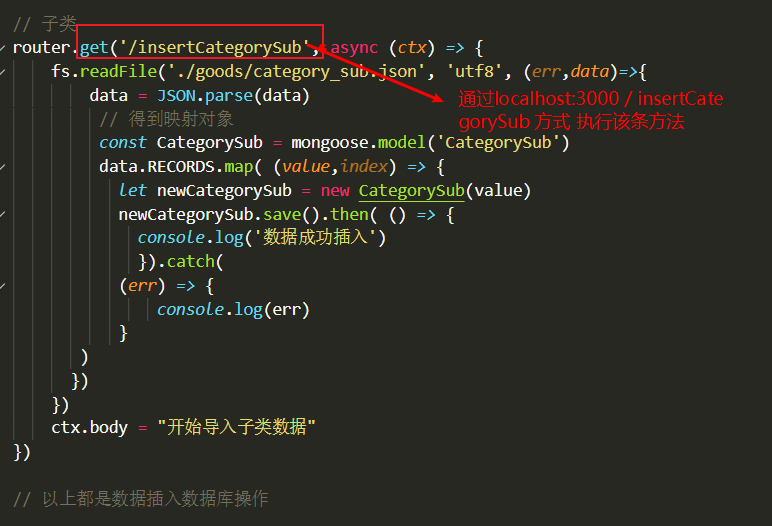 // 子类
router.get('/insertCategorySub', async (ctx) => {
fs.readFile('./goods/category_sub.json', 'utf8', (err,data)=>{
data = JSON.parse(data)
通过localhost:3000 / insertCate
// 得到映射对象
gorySub 方式 执行该条方法
const CategorySub = mongoose.model('CategorySub')
data.RECORDS.map( (value,index) => {
let newCategorySub = new CategorySub(value)
newCategorySub.save().then( () => {
console.log('数据成功插入')
}).catch(
(err) => {
console.log(err)
}
)
})
})
ctx.body = "开始导入子类数据"
})
// 以上都是数据插入数据库操作